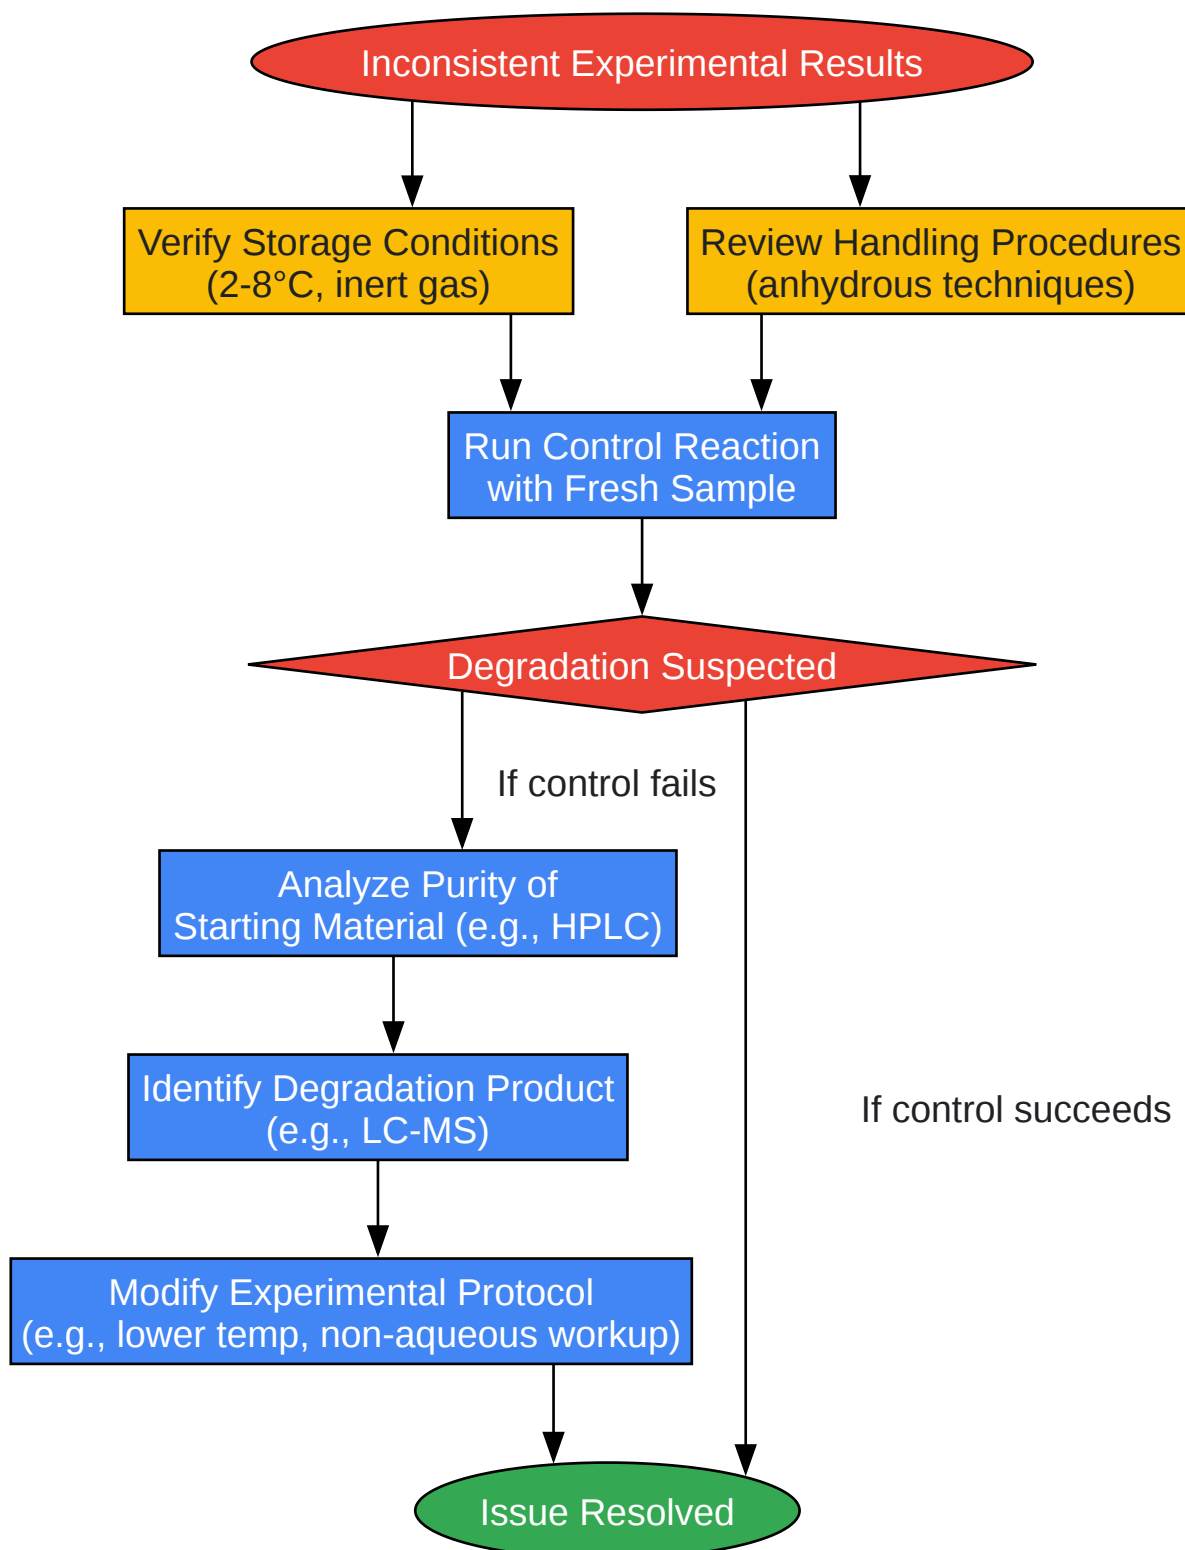 Inconsistent Experimental Results
Verify Storage Conditions
(2-8°C, inert gas)
Review Handling Procedures
(anhydrous techniques)
Run Control Reaction
with Fresh Sample
Degradation Suspected
If control fails
Analyze Purity of
Starting Material (e.g., HPLC)
Identify Degradation Product
(e.g., LC-MS)
If control succeeds
Modify Experimental Protocol
(e.g., lower temp, non-aqueous workup)
Issue Resolved